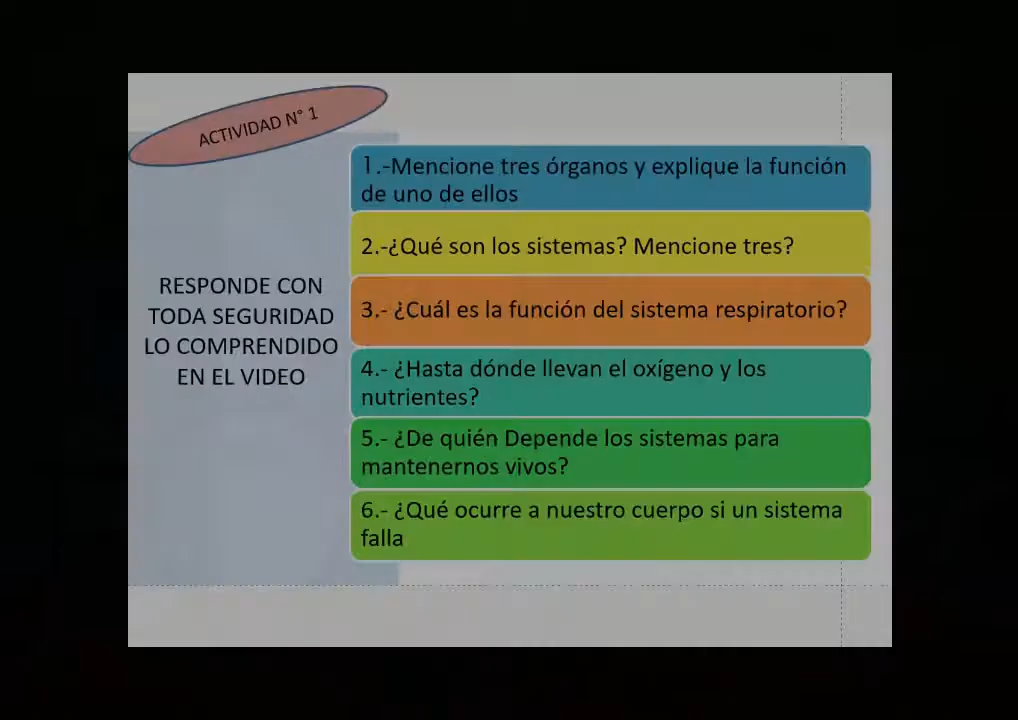 ACTIVIDAD N° 1
RESPONDE CON
TODA SEGURIDAD
LO COMPRENDIDO
EN EL VIDEO
1.-Mencione tres órganos y explique la función
de uno de ellos
2.-¿Qué son los sistemas? Mencione tres?
3.- ¿Cuál es la función del sistema respiratorio?
4.- ¿Hasta dónde llevan el oxígeno y los
nutrientes?
5.- ¿De quién Depende los sistemas para
mantenernos vivos?
6.- ¿Qué ocurre a nuestro cuerpo si un sistema
falla